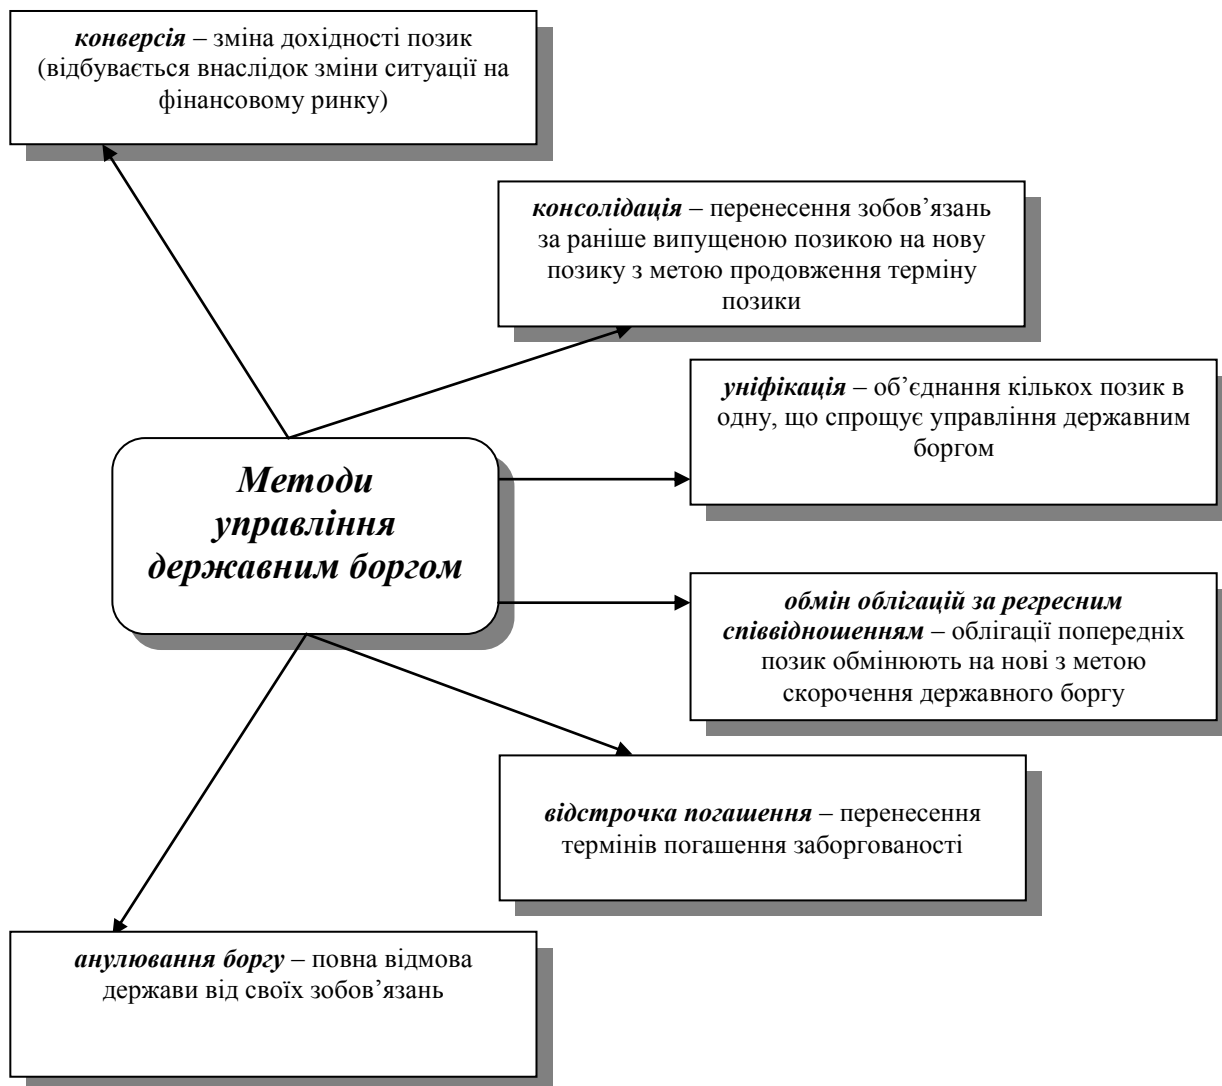 конверсія – зміна дохідності позик
(відбувається внаслідок зміни ситуації на
фінансовому ринку)
консолідація – перенесення зобов’язань
за раніше випущеною позикою на нову
позику з метою продовження терміну
позики
уніфікація – об’єднання кількох позик в
одну, що спрощує управління державним
боргом
Методи
управління
державним боргом
обмін облігацій за регресним
співвідношенням – облігації попередніх
позик обмінюють на нові з метою
скорочення державного боргу
відстрочка погашення – перенесення
термінів погашення заборгованості
анулювання боргу – повна відмова
держави від своїх зобов’язань